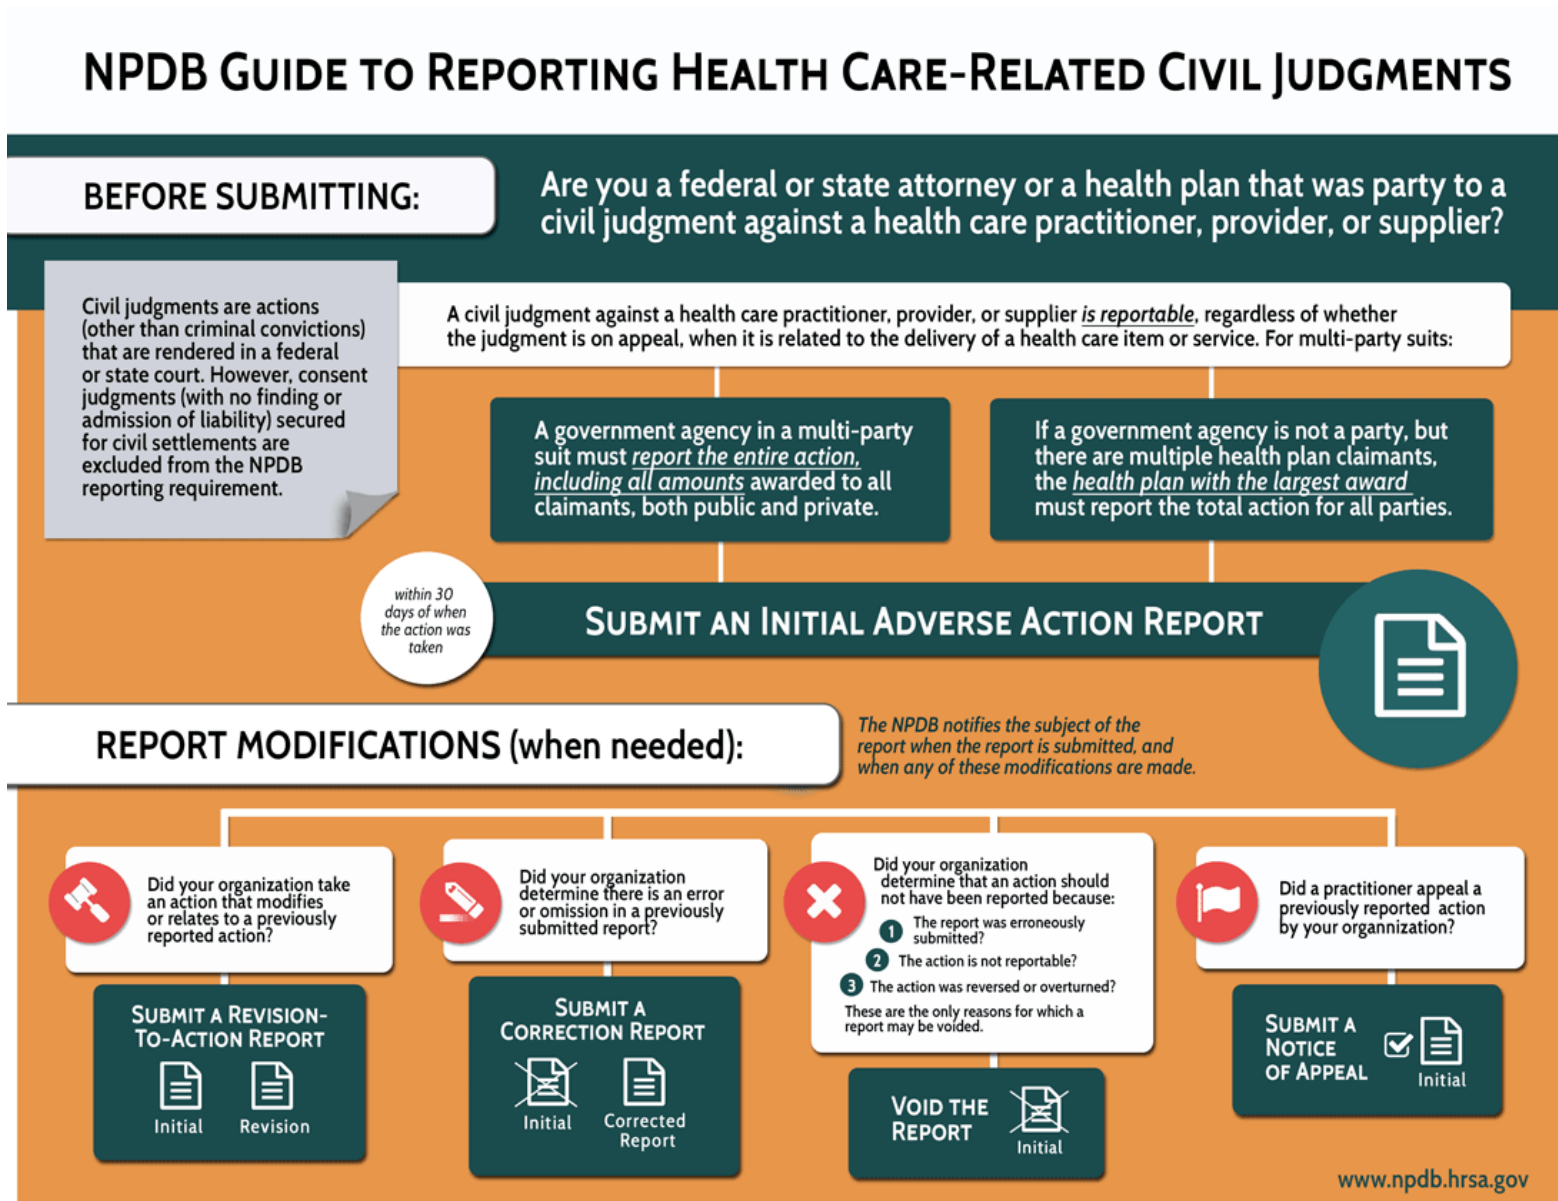 NPDB GUIDE TO REPORTING HEALTH CARE-RELATED CIVIL JUDGMENTS
BEFORE SUBMITTING:
Are you a federal or state attorney or a health plan that was party to a
civil judgment against a health care practitioner, provider, or supplier?
Civil judgments are actions
(other than criminal convictions)
that are rendered in a federal
or state court. However, consent
judgments (with no finding or
admission of liability) secured
for civil settlements are
excluded from the NPDB
reporting requirement.
A civil judgment against a health care practitioner, provider, or supplier is reportable, regardless of whether
the judgment is on appeal, when it is related to the delivery of a health care item or service. For multi-party suits:
A government agency in a multi-party
suit must report the entire action,
including all amounts awarded to all
claimants, both public and private.
If a government agency is not a party, but
there are multiple health plan claimants,
the health plan with the largest award
must report the total action for all parties.
within 30
days of when
the action was
taken
SUBMIT AN INITIAL ADVERSE ACTION REPORT
REPORT MODIFICATIONS (when needed):
The NPDB notifies the subject of the
report when the report is submitted, and
when any of these modifications are made.
Did your organization take
an action that modifies
or relates to a previously
reported action?
SUBMIT A REVISION-
TO-ACTION REPORT
Initial Revision
Did your organization
determine there is an error
or omission in a previously
submitted report?
SUBMIT A
CORRECTION REPORT
Initial Corrected
Report
Did your organization
determine that an action should
not have been reported because:
1 The report was erroneously
submitted?
2 The action is not reportable?
3 The action was reversed or overturned?
These are the only reasons for which a
report may be voided.
VOID THE
REPORT
Initial
Did a practitioner appeal a
previously reported action
by your organnization?
SUBMIT A
NOTICE
OF APPEAL
Initial
www.npdb.hrsa.gov